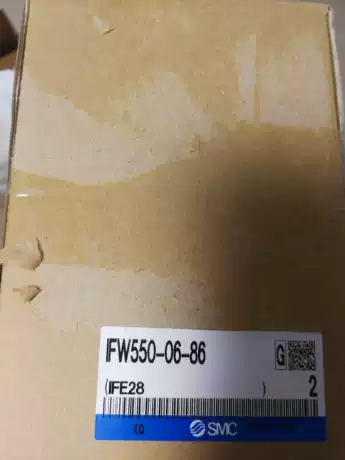 IFW550-06-86
G
(IFE28 )
2
XQ
SMC